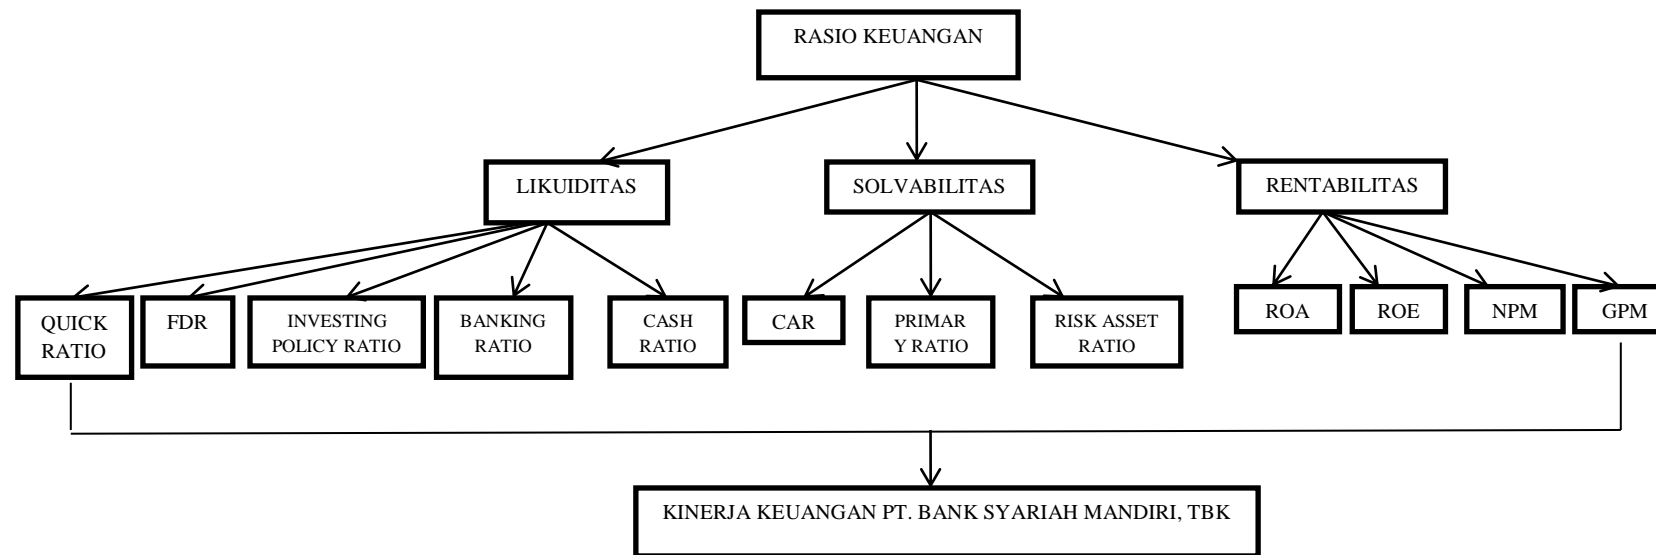 RASIO KEUANGAN
LIKUIDITAS
SOLVABILITAS
RENTABILITAS
QUICK
RATIO
FDR
INVESTING
POLICY RATIO
BANKING
RATIO
CASH
RATIO
CAR
PRIMAR
Y RATIO
RISK ASSET
RATIO
ROA
ROE
NPM
GPM
KINERJA KEUANGAN PT. BANK SYARIAH MANDIRI, TBK